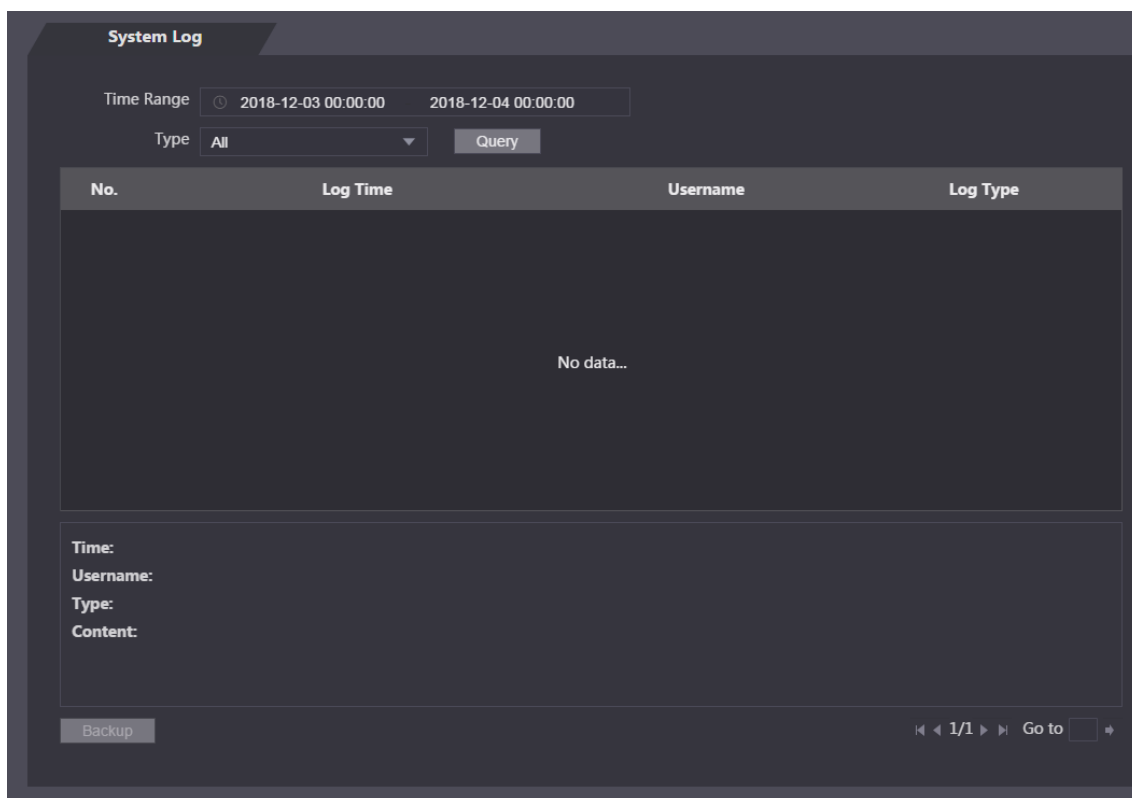 System Log
Time Range 2018-12-03 00:00:00 2018-12-04 00:00:00
Type All Query
No. Log Time Username Log Type
No data...
Time:
Username:
Type:
Content:
Backup 1/1 Go to